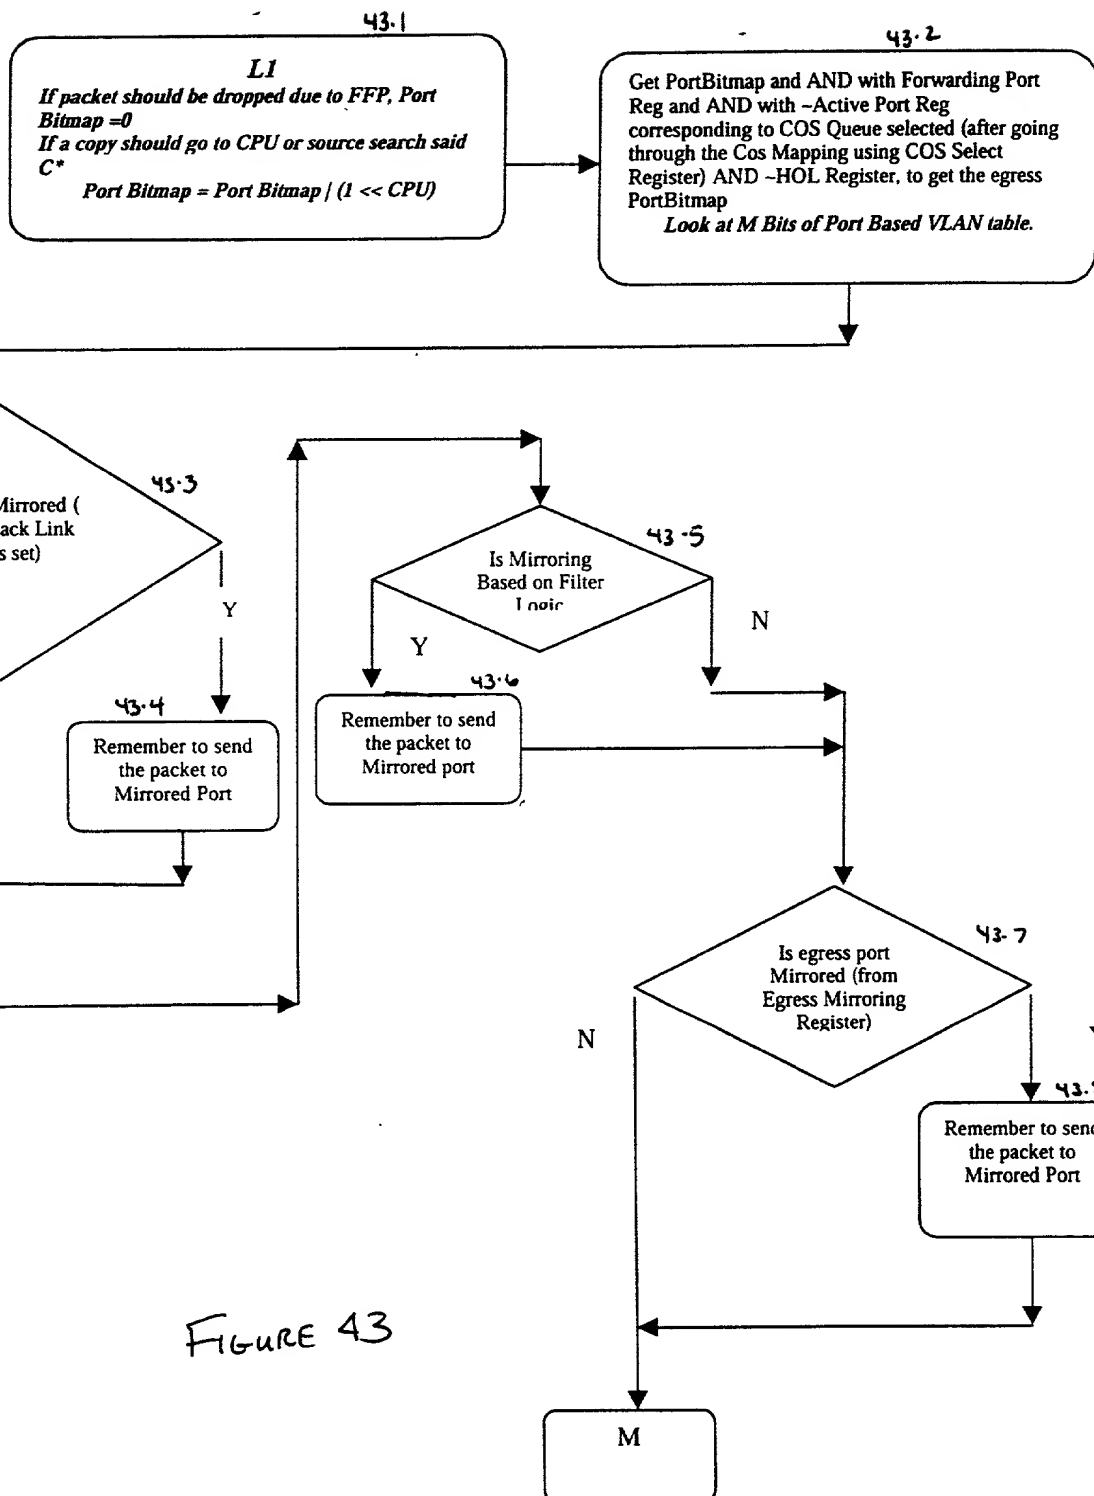 43.1
L1
If packet should be dropped due to FFP, Port
Bitmap =0
If a copy should go to CPU or source search said
C*
Port Bitmap = Port Bitmap | (1 << CPU)
43.2
Get PortBitmap and AND with Forwarding Port
Reg and AND with ~Active Port Reg
corresponding to COS Queue selected (after going
through the Cos Mapping using COS Select
Register) AND ~HOL Register, to get the egress
PortBitmap
Look at M Bits of Port Based VLAN table.
Mirrored (
ack Link
s set)
43.3
Y
43.4
Remember to send
the packet to
Mirrored Port
43-5
Is Mirroring
Based on Filter
Logic
Y
N
43.6
Remember to send
the packet to
Mirrored port
43-7
Is egress port
Mirrored (from
Egress Mirroring
Register)
N
43.
Remember to send
the packet to
Mirrored Port
FIGURE 43
M